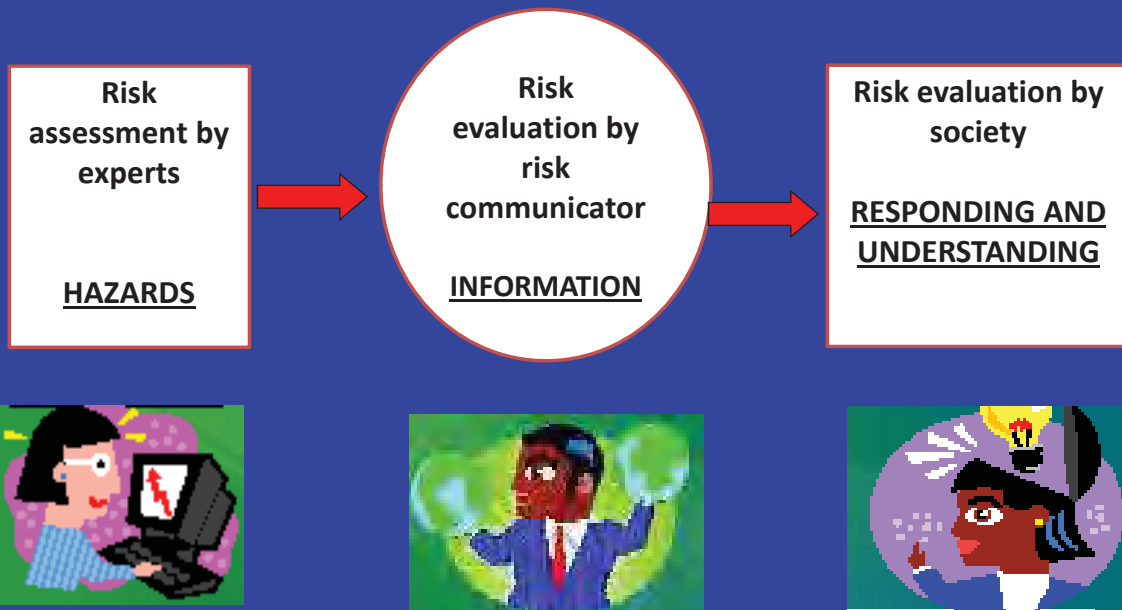 Risk
assessment by
experts
HAZARDS
Risk
evaluation by
risk
communicator
INFORMATION
Risk evaluation by
society
RESPONDING AND
UNDERSTANDING